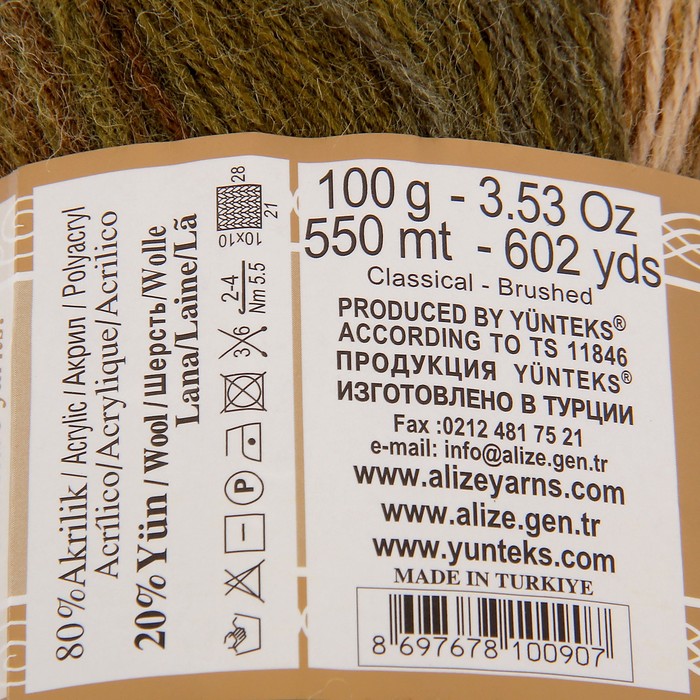 80%Akrilik / Acrylic /Акрил / Polyacryl
Acrílico/Acrylique/Acrilico
20%Yün / Wool / Шерсть/Wolle
Lana/Laine/Lã
28
21
10x10
2-4
Nm 5.5
3 6
P
100 g - 3.53 Oz
550 mt - 602 yds
Classical - Brushed
PRODUCED BY YÜNTEKS®
ACCORDING TO TS 11846
ПРОДУКЦИЯ YÜNTEKS®
ИЗГОТОВЛЕНО В ТУРЦИИ
Fax :0212 481 75 21
e-mail: info@alize.gen.tr
www.alizeyarns.com
www.alize.gen.tr
www.yunteks.com
MADE IN TURKIYE
8 697678 100907